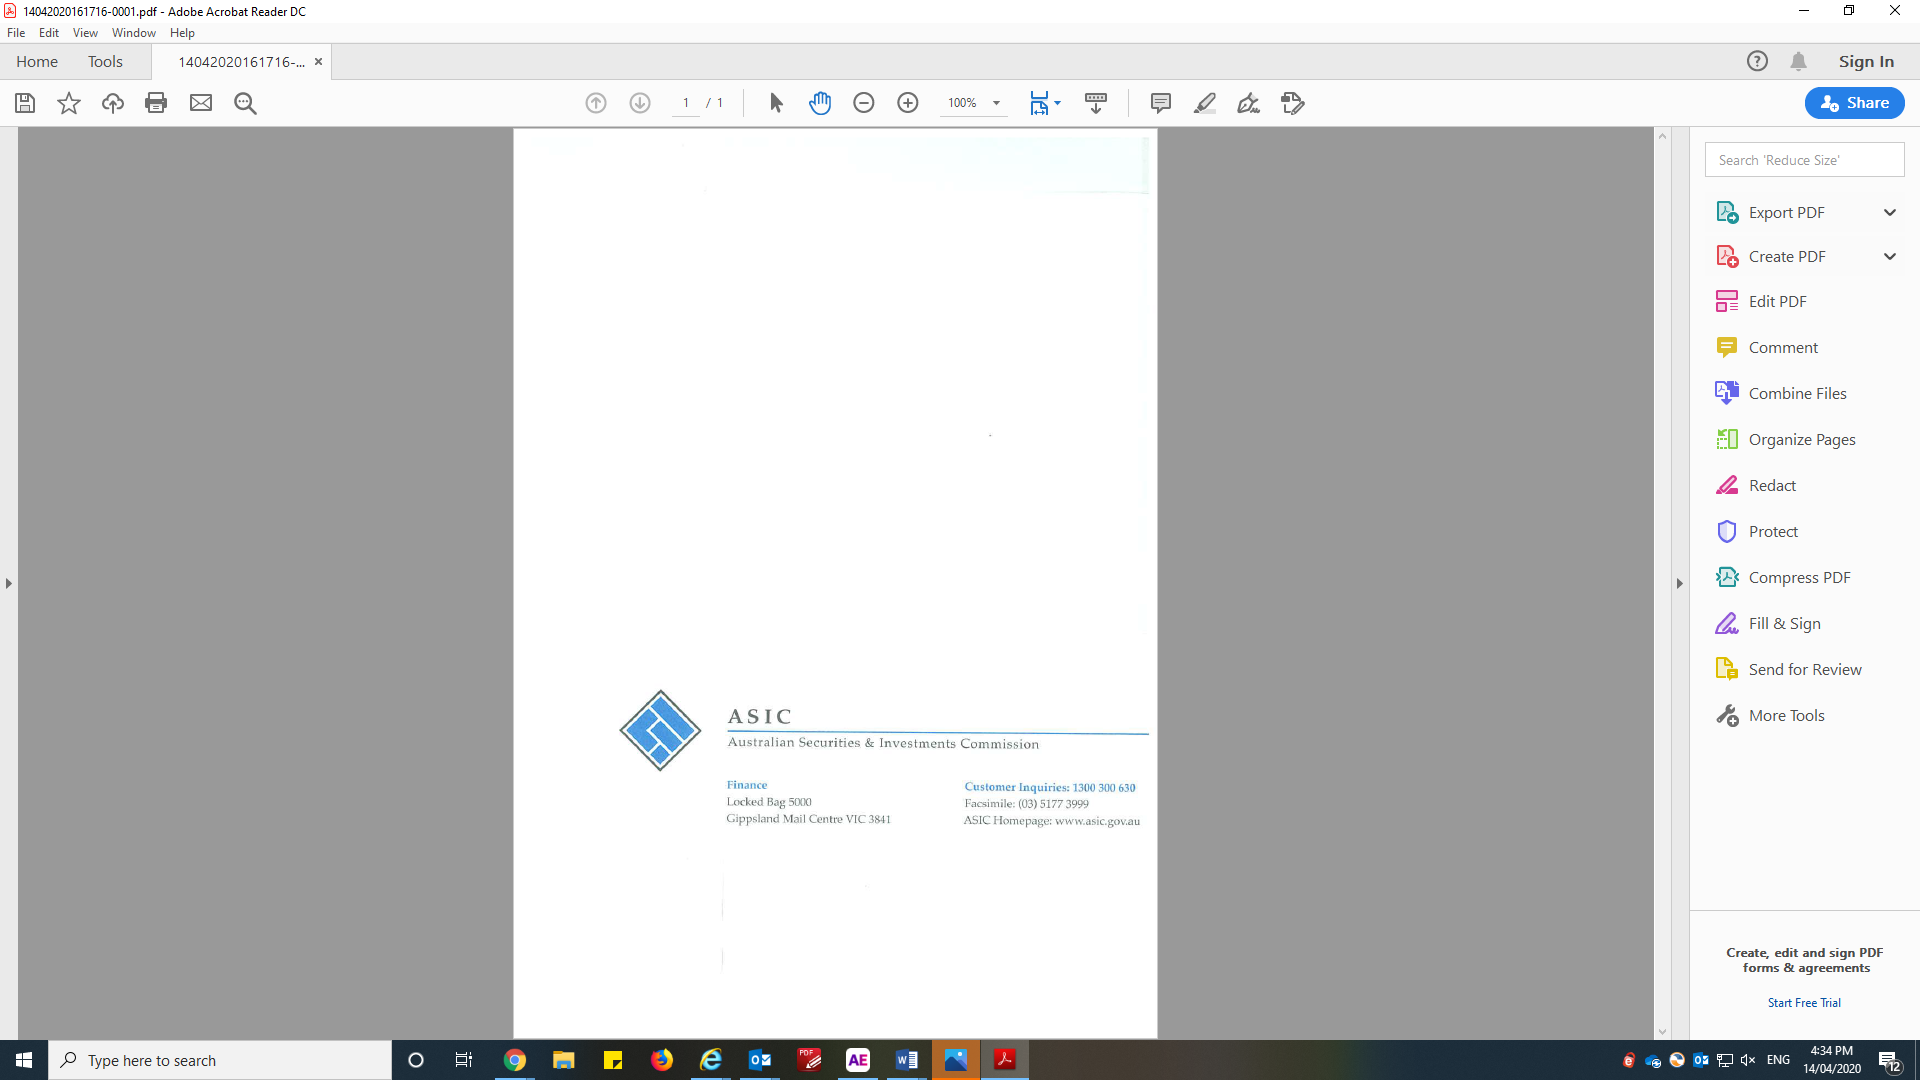 14042020161716-0001.pdf - Adobe Acrobat Reader DC
File Edit View Window Help
Home Tools 14042020161716-... Sign In
1 / 1 100% Share
Search 'Reduce Size'
Export PDF
Create PDF
Edit PDF
Comment
Combine Files
Organize Pages
Redact
Protect
Compress PDF
Fill & Sign
Send for Review
More Tools
ASIC
Australian Securities & Investments Commission
Finance
Locked Bag 5000
Gippsland Mail Centre VIC 3841
Customer Inquiries: 1300 300 630
Facsimile: (03) 5177 3999
ASIC Homepage: www.asic.gov.au
Create, edit and sign PDF
forms & agreements
Start Free Trial
Type here to search
PDF
AE
ENG
4:34 PM
14/04/2020
12